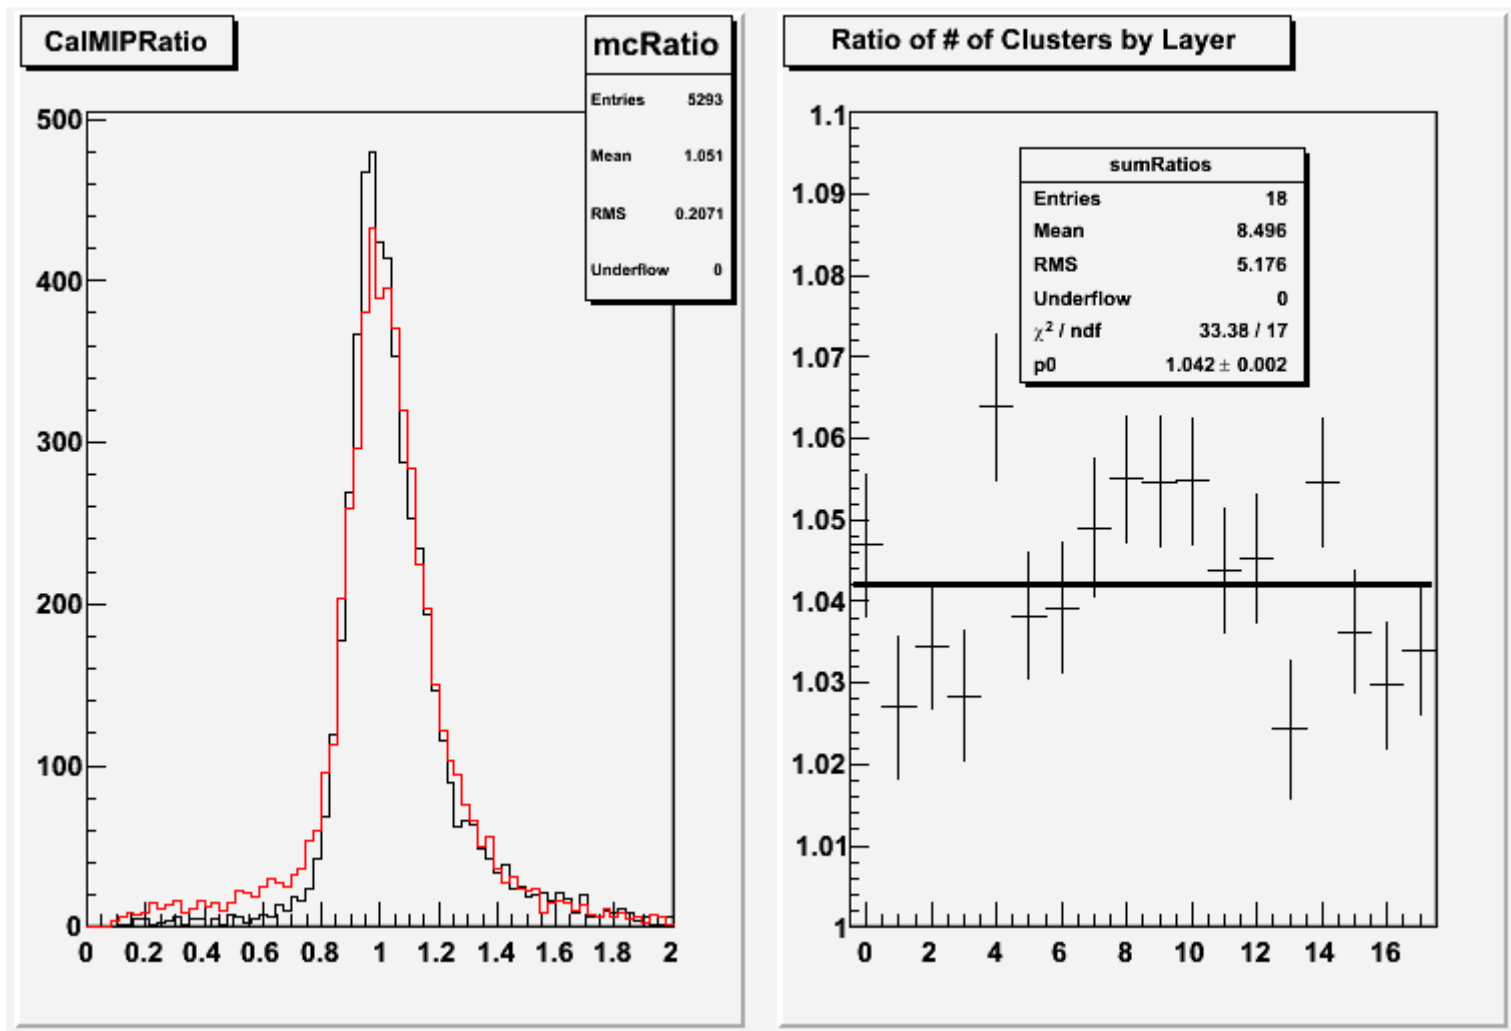 CalMIPRatio
mcRatio
Entries 5293
Mean 1.051
RMS 0.2071
Underflow 0
500
400
300
200
100
0
0 0.2 0.4 0.6 0.8 1 1.2 1.4 1.6 1.8 2
Ratio of # of Clusters by Layer
sumRatios
Entries 18
Mean 8.496
RMS 5.176
Underflow 0
χ² / ndf 33.38 / 17
p0 1.042 ± 0.002
1.1
1.09
1.08
1.07
1.06
1.05
1.04
1.03
1.02
1.01
1
0 2 4 6 8 10 12 14 16